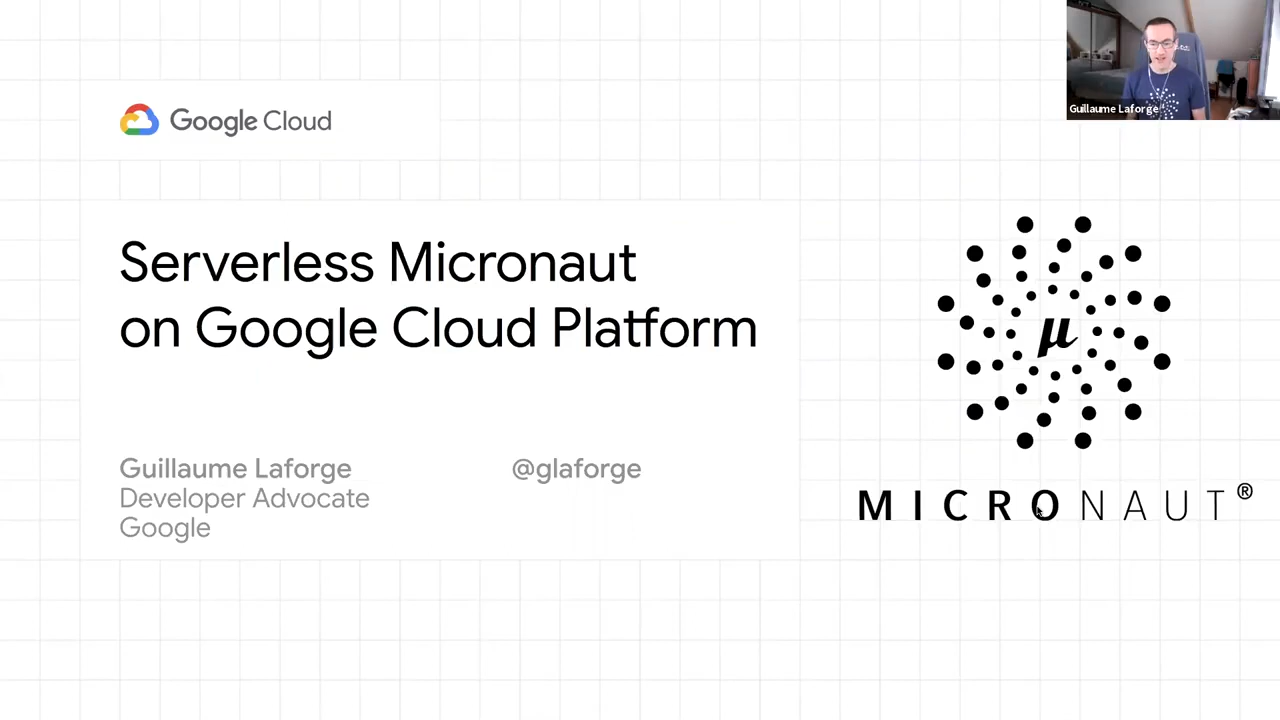 Guillaume Laforge
Google Cloud
Serverless Micronaut
on Google Cloud Platform
Guillaume Laforge
Developer Advocate
Google
@glaforge
μ
MICRONAUT®